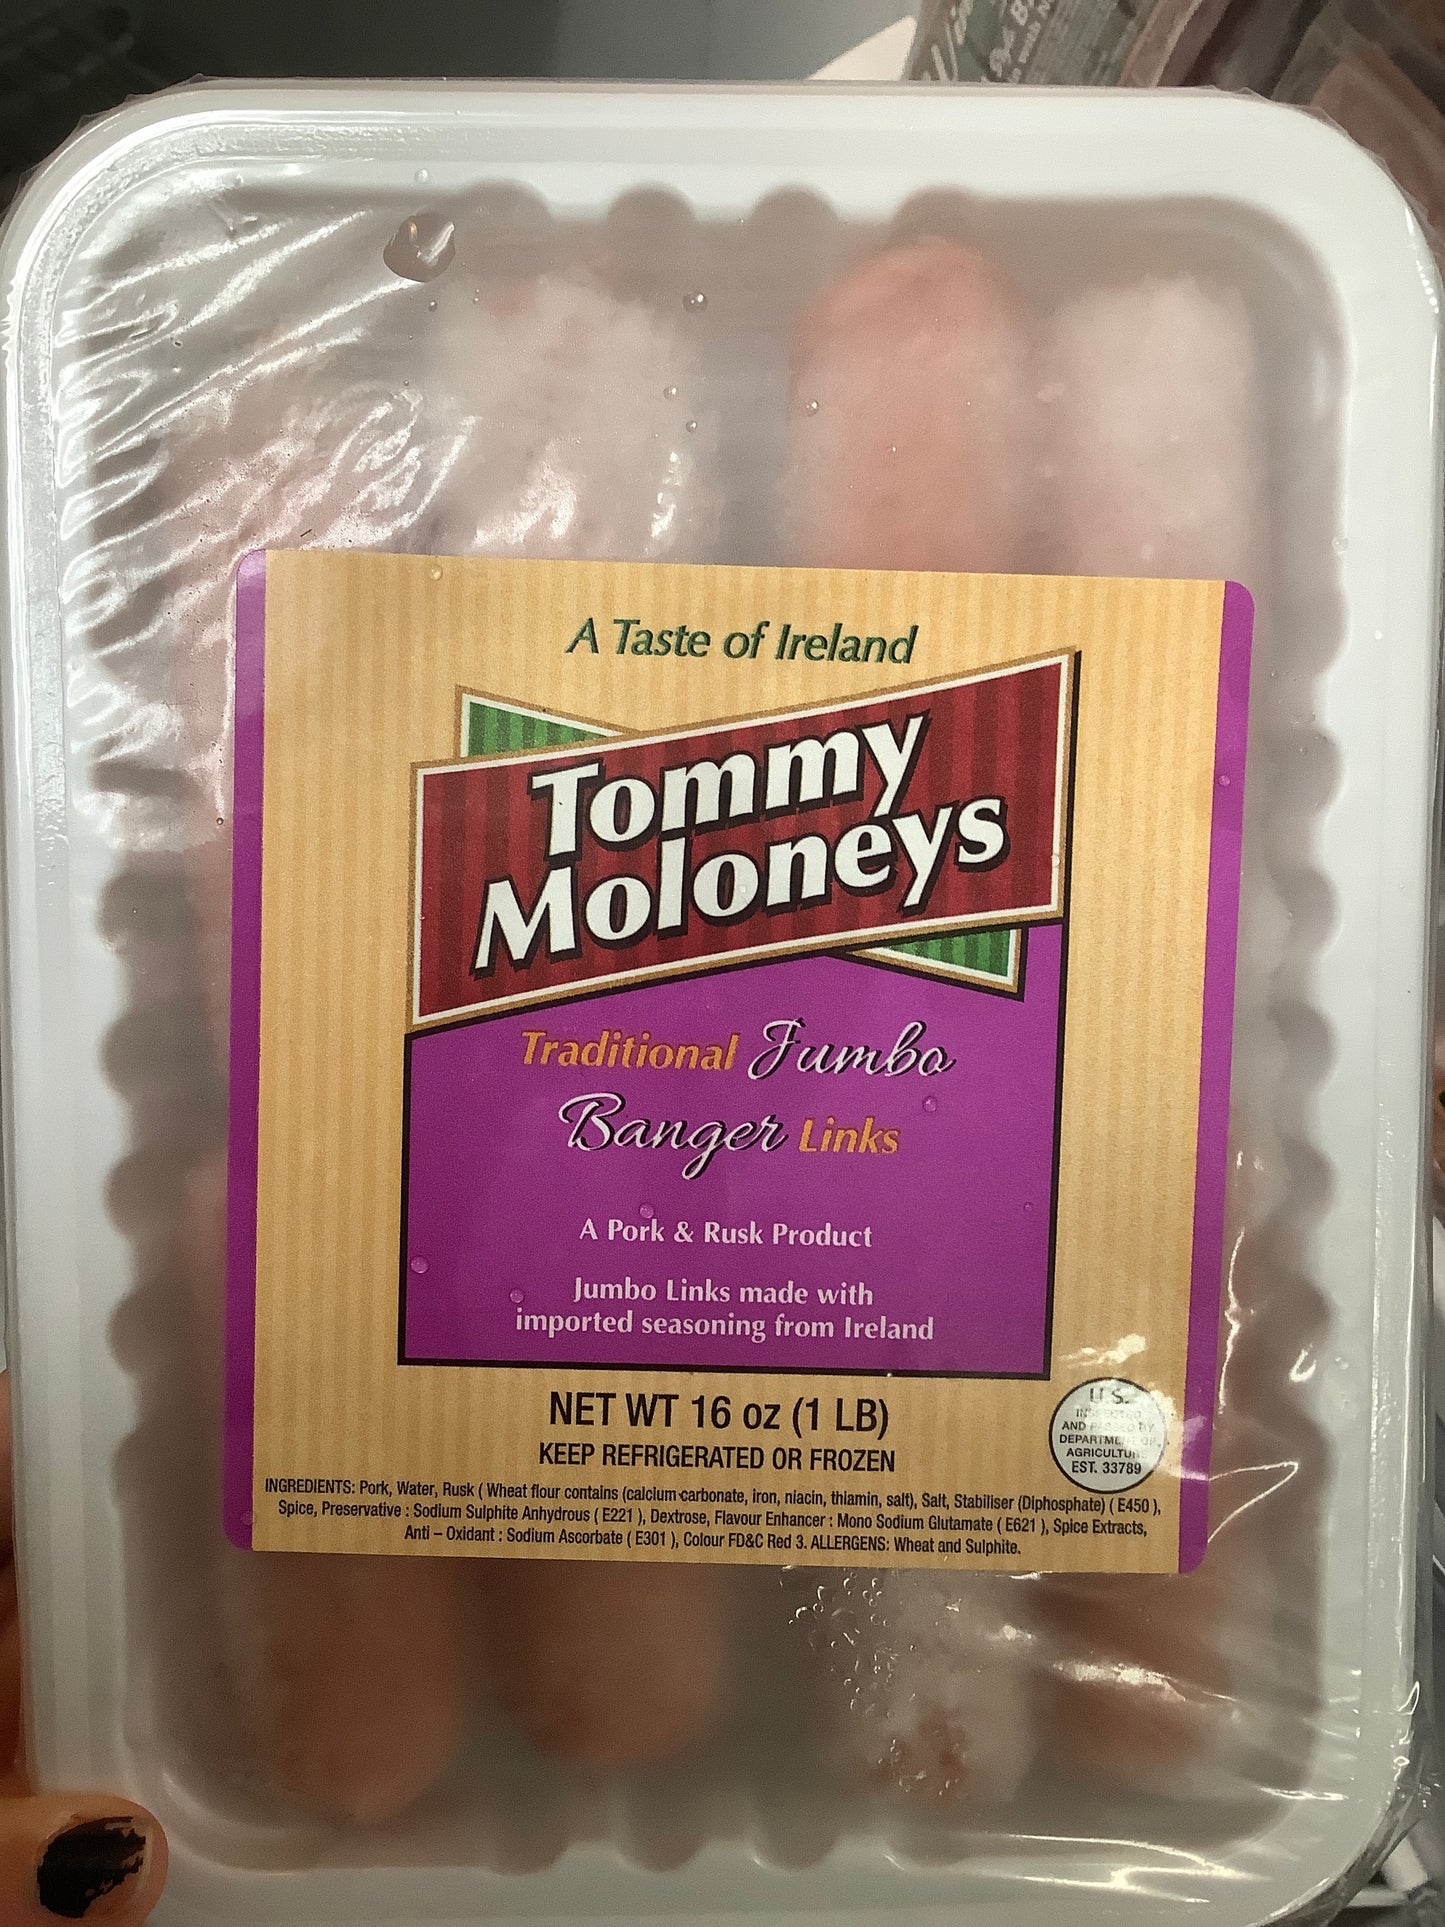 A Taste of Ireland
Tommy
Moloneys
Traditional Jumbo
Banger Links
A Pork & Rusk Product
Jumbo Links made with
imported seasoning from Ireland
NET WT 16 oz (1 LB)
KEEP REFRIGERATED OR FROZEN
U.S.
AND BY
AGRICULTU
EST. 33789
INGREDIENTS: Pork, Water, Rusk ( Wheat flour contains (calcium carbonate, iron, niacin, thiamin, salt), Salt, Stabiliser (Diphosphate) ( E450 ),
Spice, Preservative : Sodium Sulphite Anhydrous ( E221 ), Dextrose, Flavour Enhancer : Mono Sodium Glutamate ( E621 ), Spice Extracts,
Anti – Oxidant : Sodium Ascorbate ( E301 ), Colour FD&C Red 3. ALLERGENS: Wheat and Sulphite.